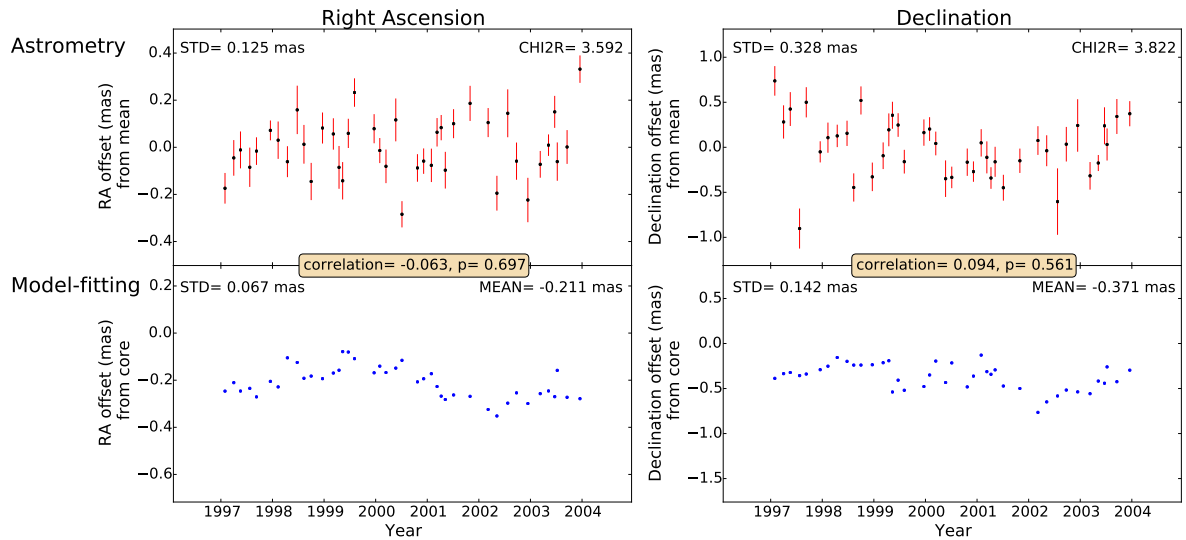 Right Ascension
Declination
Astrometry
STD= 0.125 mas
CHI2R= 3.592
RA offset (mas)
from mean
0.4
0.2
0.0
−0.2
−0.4
STD= 0.328 mas
CHI2R= 3.822
Declination offset (mas)
from mean
1.0
0.5
0.0
−0.5
−1.0
correlation= -0.063, p= 0.697
correlation= 0.094, p= 0.561
Model-fitting
STD= 0.067 mas
MEAN= -0.211 mas
RA offset (mas)
from core
0.2
0.0
−0.2
−0.4
−0.6
1997 1998 1999 2000 2001 2002 2003 2004
Year
STD= 0.142 mas
MEAN= -0.371 mas
Declination offset (mas)
from core
0.5
0.0
−0.5
−1.0
−1.5
1997 1998 1999 2000 2001 2002 2003 2004
Year